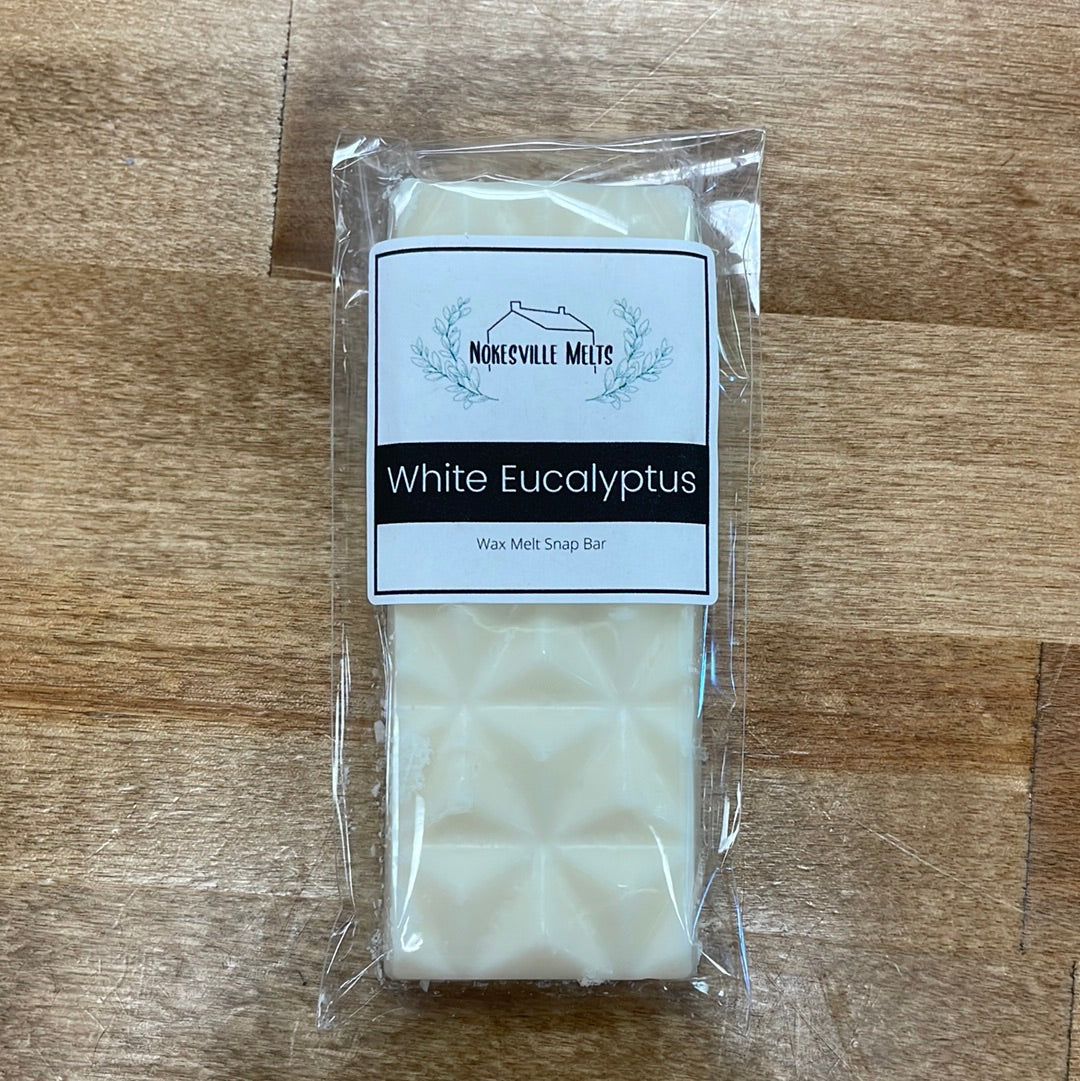 Nokesville Melts
White Eucalyptus
Wax Melt Snap Bar